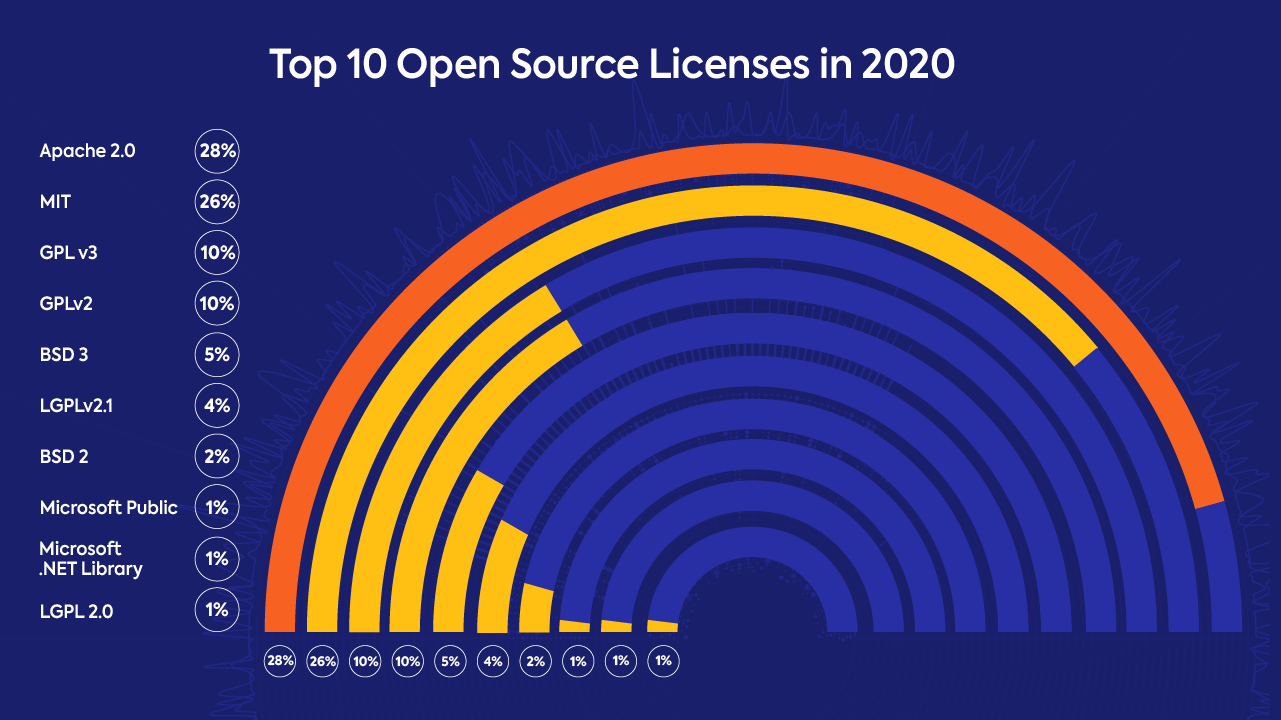 Top 10 Open Source Licenses in 2020
Apache 2.0 28%
MIT 26%
GPL v3 10%
GPLv2 10%
BSD 3 5%
LGPLv2.1 4%
BSD 2 2%
Microsoft Public 1%
Microsoft
.NET Library 1%
LGPL 2.0 1%
28% 26% 10% 10% 5% 4% 2% 1% 1% 1%